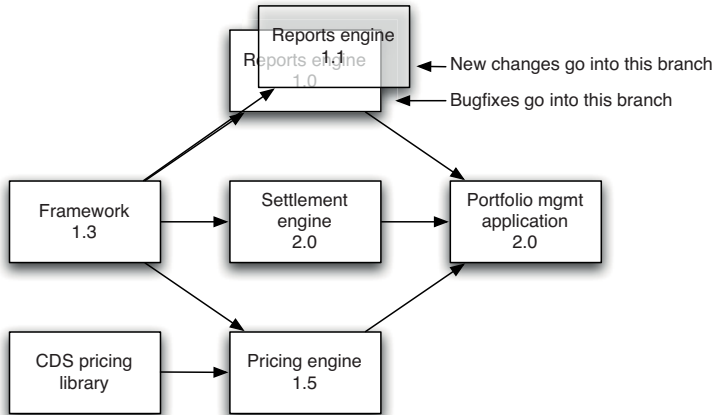 Reports engine
1.1
Reports engine
1.0
New changes go into this branch
Bugfixes go into this branch
Framework
1.3
Settlement
engine
2.0
Portfolio mgmt
application
2.0
CDS pricing
library
Pricing engine
1.5